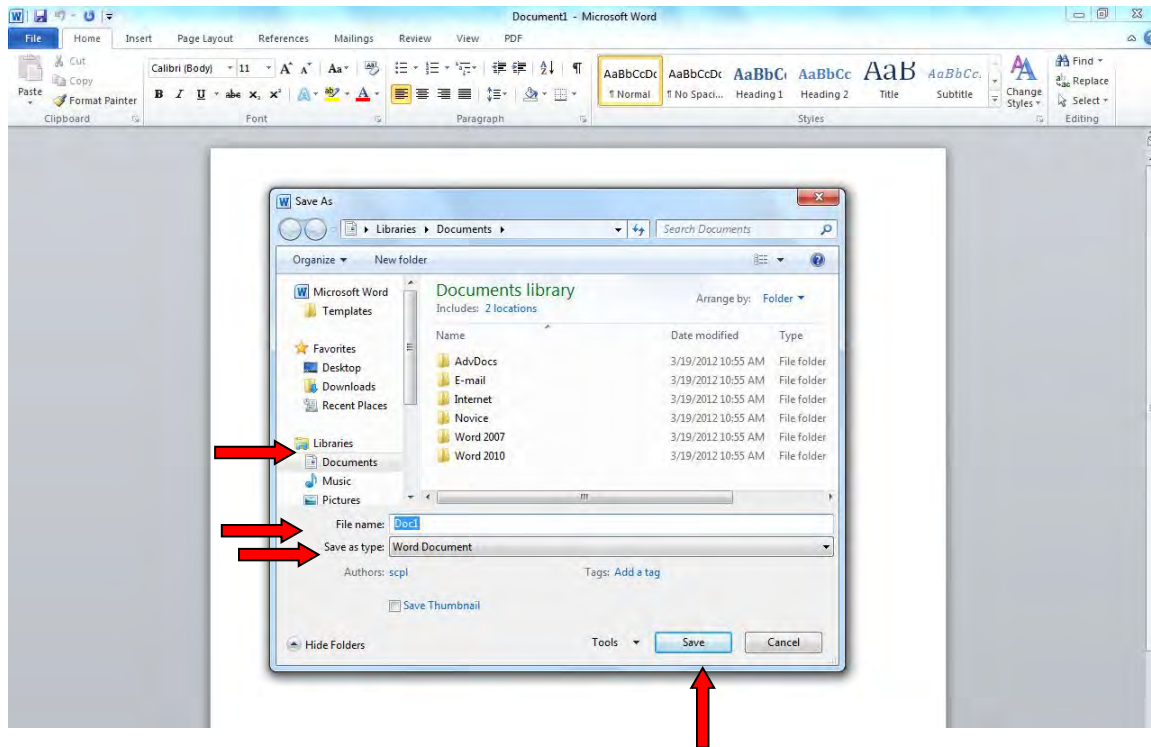 Document1 - Microsoft Word
File Home Insert Page Layout References Mailings Review View PDF
Cut
Copy
Format Painter
Paste
Calibri (Body) 11 A A Aa
B I U abc x₂ x² A ab A
AaBbCcDc AaBbCcDc AaBbC AaBbCc AaB AaBbCc.
¶ Normal ¶ No Spaci... Heading 1 Heading 2 Title Subtitle
Change Styles
Find
Replace
Select
Clipboard Font Paragraph Styles Editing
Save As
Libraries Documents
Search Documents
Organize New folder
Microsoft Word
Templates
Favorites
Desktop
Downloads
Recent Places
Libraries
Documents
Music
Pictures
Documents library
Includes: 2 locations
Arrange by: Folder
Name Date modified Type
AdvDocs 3/19/2012 10:55 AM File folder
E-mail 3/19/2012 10:55 AM File folder
Internet 3/19/2012 10:55 AM File folder
Novice 3/19/2012 10:55 AM File folder
Word 2007 3/19/2012 10:55 AM File folder
Word 2010 3/19/2012 10:55 AM File folder
File name: Doc1
Save as type: Word Document
Authors: scpl Tags: Add a tag
Save Thumbnail
Hide Folders Tools Save Cancel